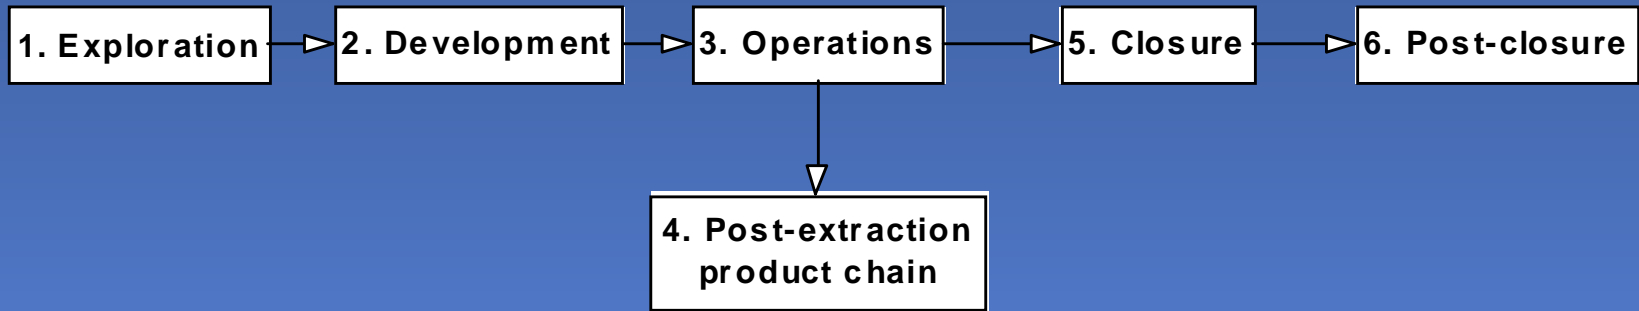 1. Exploration
2. Development
3. Operations
5. Closure
6. Post-closure
4. Post-extraction
product chain